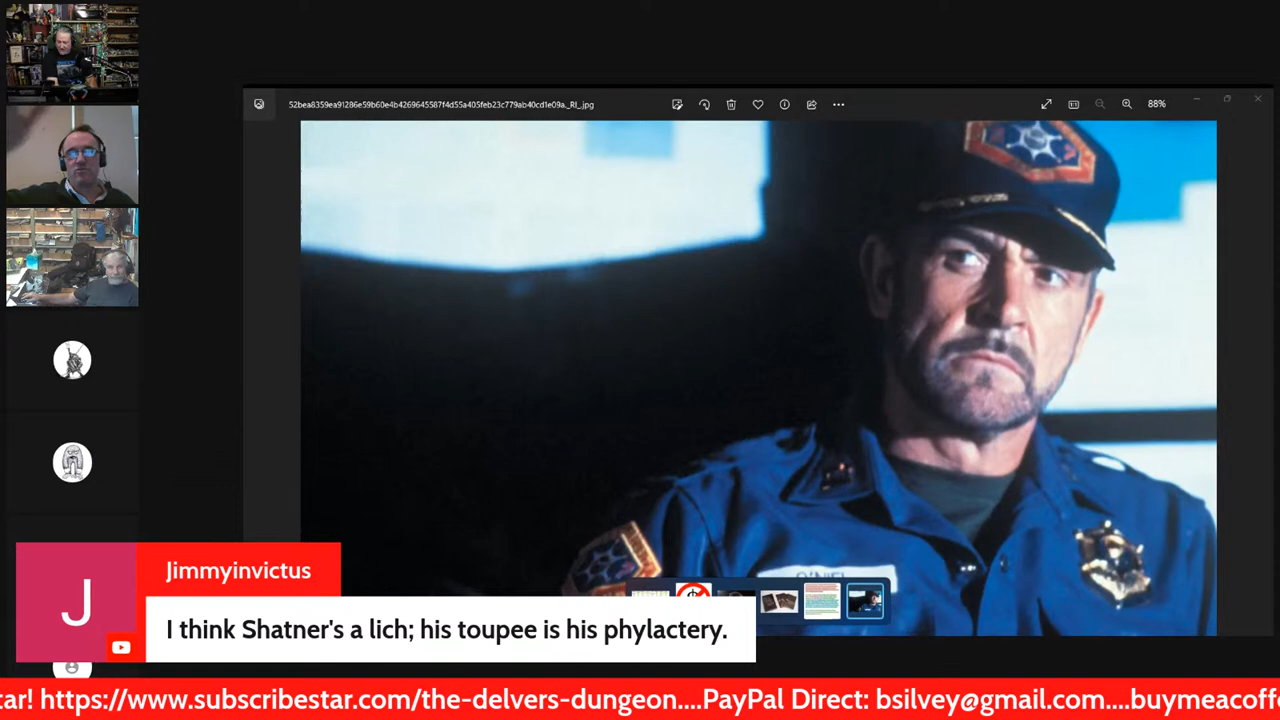 52bea8359ea91286e59b60e4b4269645587f4d55a405feb23c779ab40cd1e09a._RI_.jpg
88%
J
Jimmyinvictus
I think Shatner's a lich; his toupee is his phylactery.
tar! https://www.subscribestar.com/the-delvers-dungeon....PayPal Direct: bsilvey@gmail.com....buymeacoff